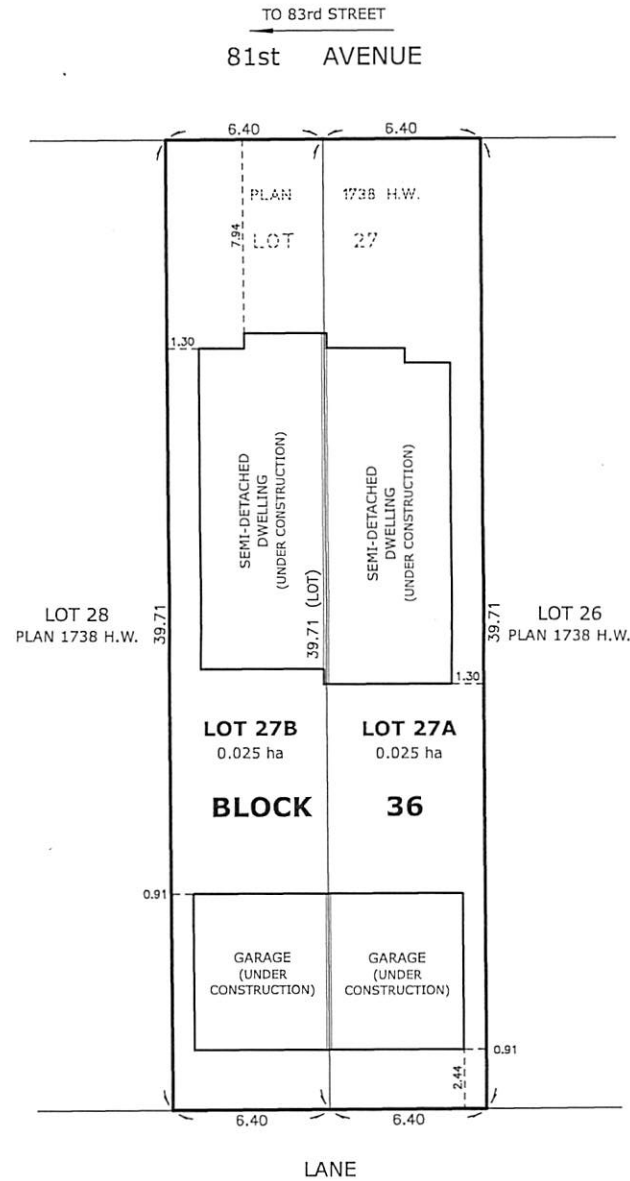 TO 83rd STREET
81st AVENUE
6.40 6.40
PLAN 1738 H.W.
7.94
LOT 27
1.30
SEMI-DETACHED
DWELLING
(UNDER CONSTRUCTION)
SEMI-DETACHED
DWELLING
(UNDER CONSTRUCTION)
LOT 28
PLAN 1738 H.W.
39.71
39.71 (LOT)
39.71
LOT 26
PLAN 1738 H.W.
1.30
LOT 27B
0.025 ha
LOT 27A
0.025 ha
BLOCK 36
0.91
GARAGE
(UNDER
CONSTRUCTION)
GARAGE
(UNDER
CONSTRUCTION)
0.91
2.44
6.40 6.40
LANE